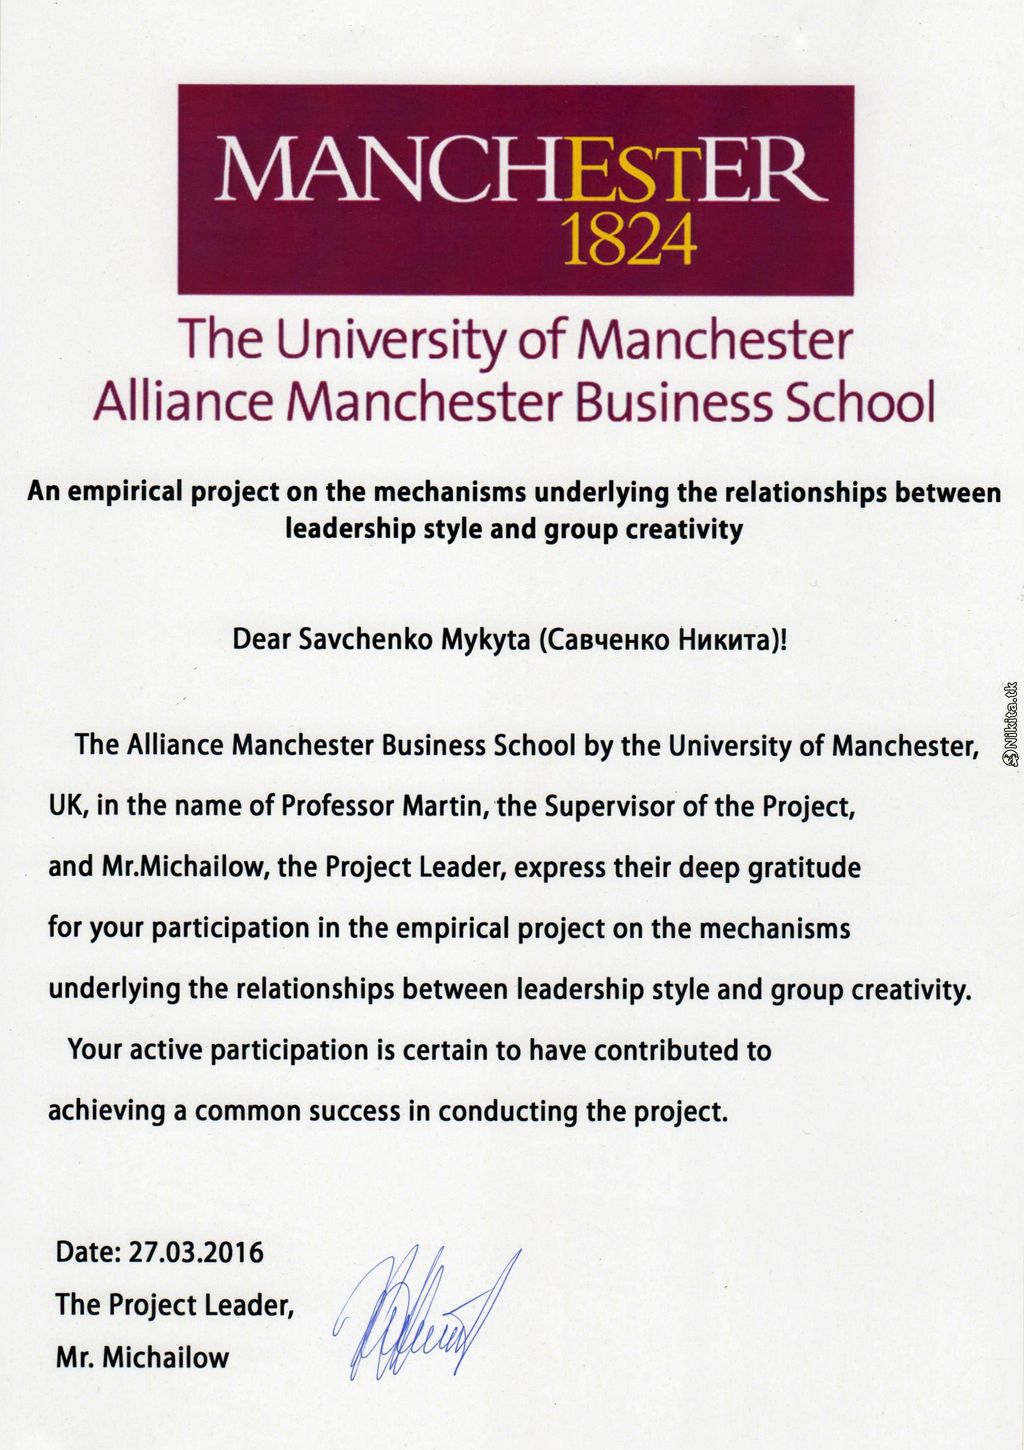 MANCHESTER
1824
The University of Manchester
Alliance Manchester Business School
An empirical project on the mechanisms underlying the relationships between
leadership style and group creativity
Dear Savchenko Mykyta (Савченко Никита)!
The Alliance Manchester Business School by the University of Manchester,
UK, in the name of Professor Martin, the Supervisor of the Project,
and Mr.Michailow, the Project Leader, express their deep gratitude
for your participation in the empirical project on the mechanisms
underlying the relationships between leadership style and group creativity.
Your active participation is certain to have contributed to
achieving a common success in conducting the project.
Date: 27.03.2016
The Project Leader,
Mr. Michailow
Nikita.tk